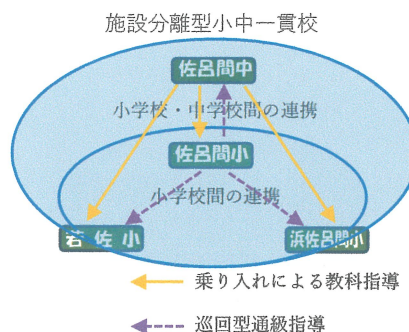 施設分離型小中一貫校
佐呂間中
小学校・中学校間の連携
佐呂間小
小学校間の連携
若佐小
浜佐呂間小
乗り入れによる教科指導
巡回型通級指導